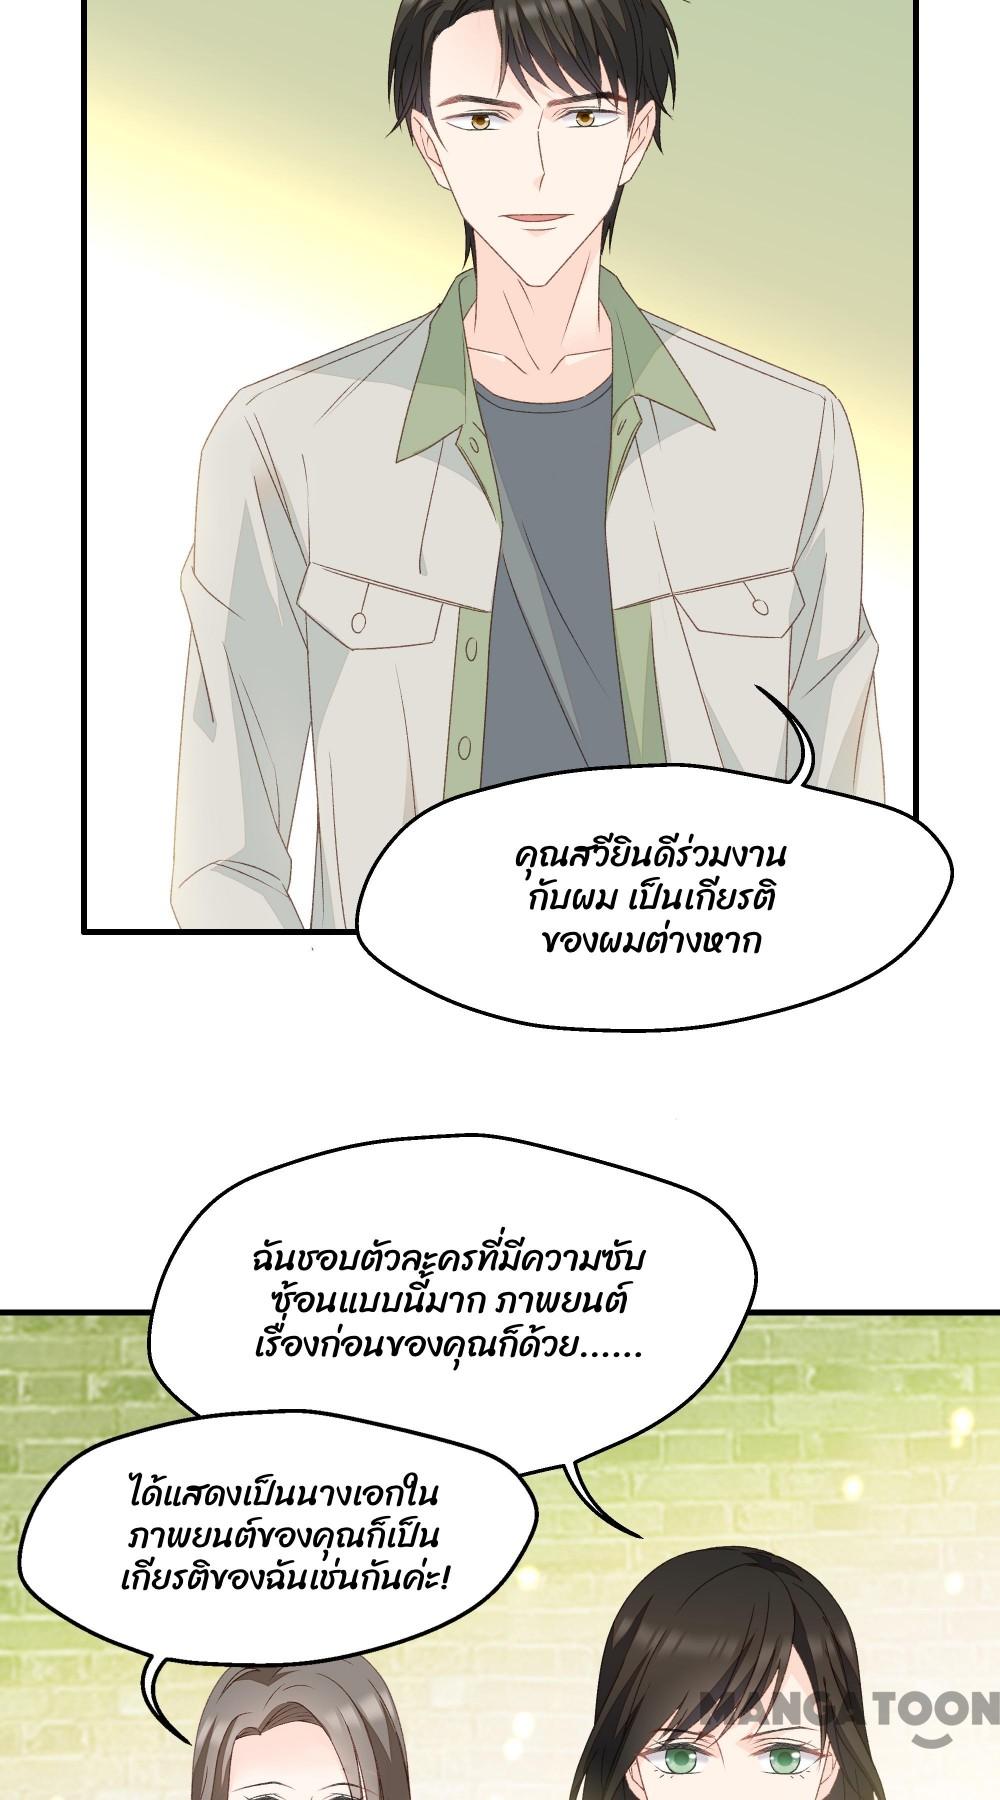 คุณสวียินดีร่วมงาน
กับผม เป็นเกียรติ
ของผมต่างหาก
ฉันชอบตัวละครที่มีความซับ
ซ้อนแบบนี้มาก ภาพยนต์
เรื่องก่อนของคุณก็ด้วย......
ได้แสดงเป็นนางเอกใน
ภาพยนต์ของคุณก็เป็น
เกียรติของฉันเช่นกันค่ะ!
MANGATOON